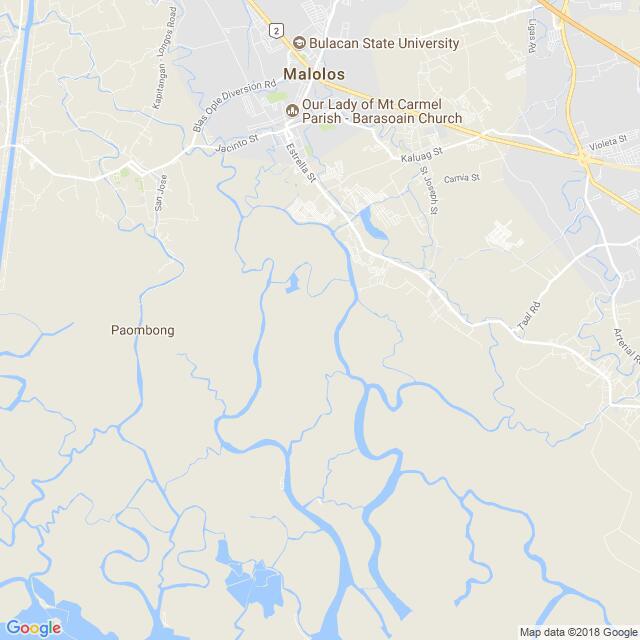 Ligas Rd
Kapitangan - Longos Road
2
Bulacan State University
Malolos
Blas Ople Diversion Rd
Our Lady of Mt Carmel
Parish - Barasoain Church
Jacinto St
Estrella St
Kaluag St
Violeta St
St Joseph St
Camia St
San Jose
Taal Rd
Paombong
Arterial R
Google
Map data ©2018 Google